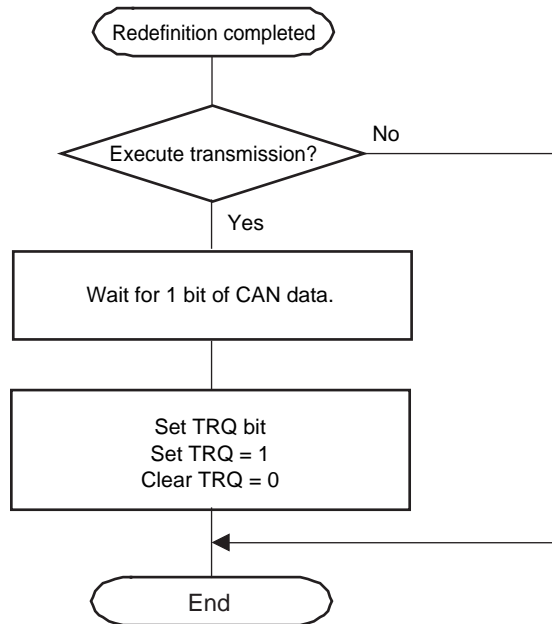 Redefinition completed
Execute transmission?
No
Yes
Wait for 1 bit of CAN data.
Set TRQ bit
Set TRQ = 1
Clear TRQ = 0
End